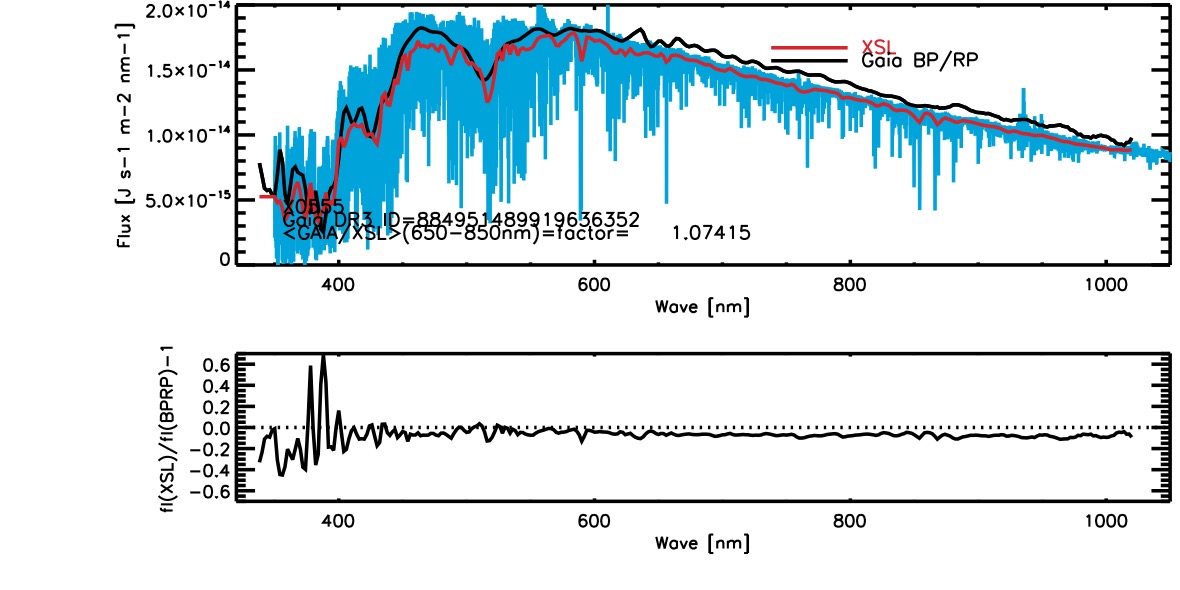 2.0×10−14
1.5×10−14
1.0×10−14
5.0×10−15
0
Flux [J s−1 m−2 nm−1]
XSL
Gaia BP/RP
X0555
Gaia DR3 ID=884951489919636352
<GAIA/XSL>(650−850nm)=factor= 1.07415
400 600 800 1000
Wave [nm]
0.6
0.4
0.2
0.0
−0.2
−0.4
−0.6
fl(XSL)/fl(BPRP)−1
400 600 800 1000
Wave [nm]